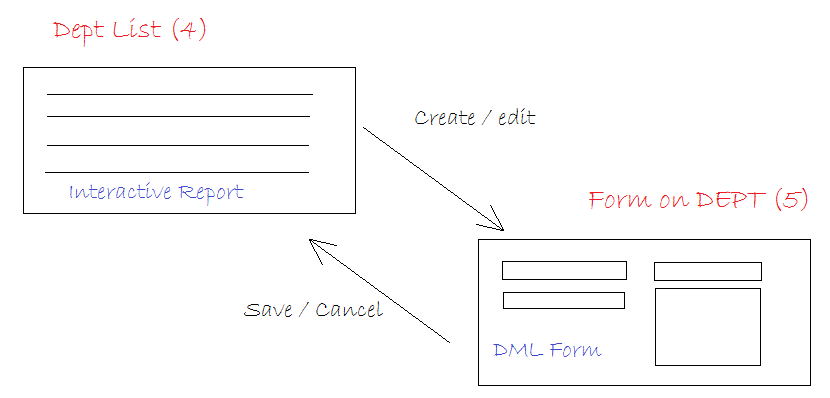 Dept List (4)
Create / edit
Interactive Report
Form on DEPT (5)
Save / Cancel
DML Form